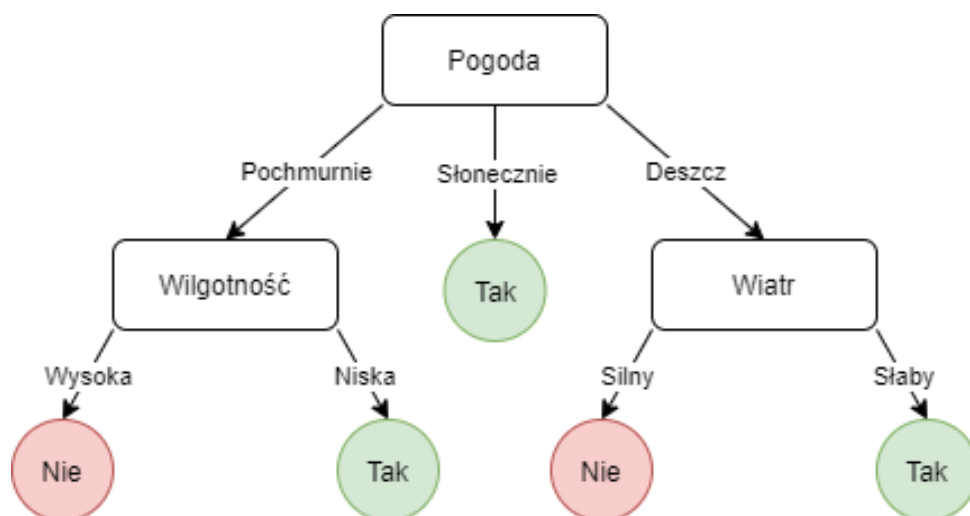 Pogoda
Pochmurnie
Słonecznie
Deszcz
Wilgotność
Tak
Wiatr
Wysoka
Niska
Silny
Słaby
Nie
Tak
Nie
Tak